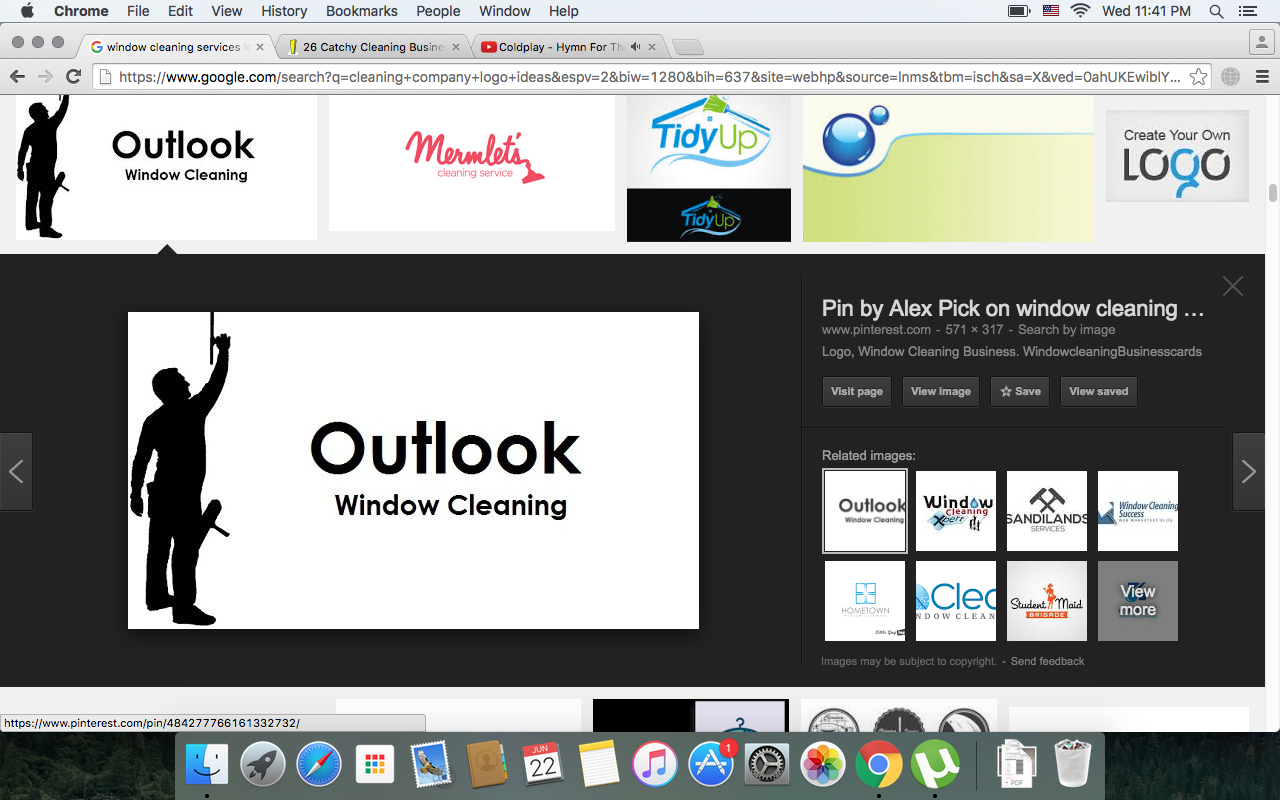 Chrome File Edit View History Bookmarks People Window Help Wed 11:41 PM
window cleaning services 26 Catchy Cleaning Busine Coldplay - Hymn For Th
https://www.google.com/search?q=cleaning+company+logo+ideas&espv=2&biw=1280&bih=637&site=webhp&source=lnms&tbm=isch&sa=X&ved=0ahUKEwiblY...
Outlook
Window Cleaning
Mermlet's
cleaning service
TidyUp
TidyUp
Create Your Own
LOGO
Outlook
Window Cleaning
Pin by Alex Pick on window cleaning ...
www.pinterest.com - 571 × 317 - Search by image
Logo, Window Cleaning Business. WindowcleaningBusinesscards
Visit page View image Save View saved
Related images:
Outlook
Window Cleaning
Window
Cleaning
Xpert
SANDILANDS
SERVICES
Window Cleaning
Success
WEB MARKETERS BLOG
HOMETOWN
WINDOW CLEANING
Clea
NDOW CLEAN
Student Maid
BRIGADE
View
more
Images may be subject to copyright. - Send feedback
https://www.pinterest.com/pin/484277766161332732/
JUN
22
1
PDF